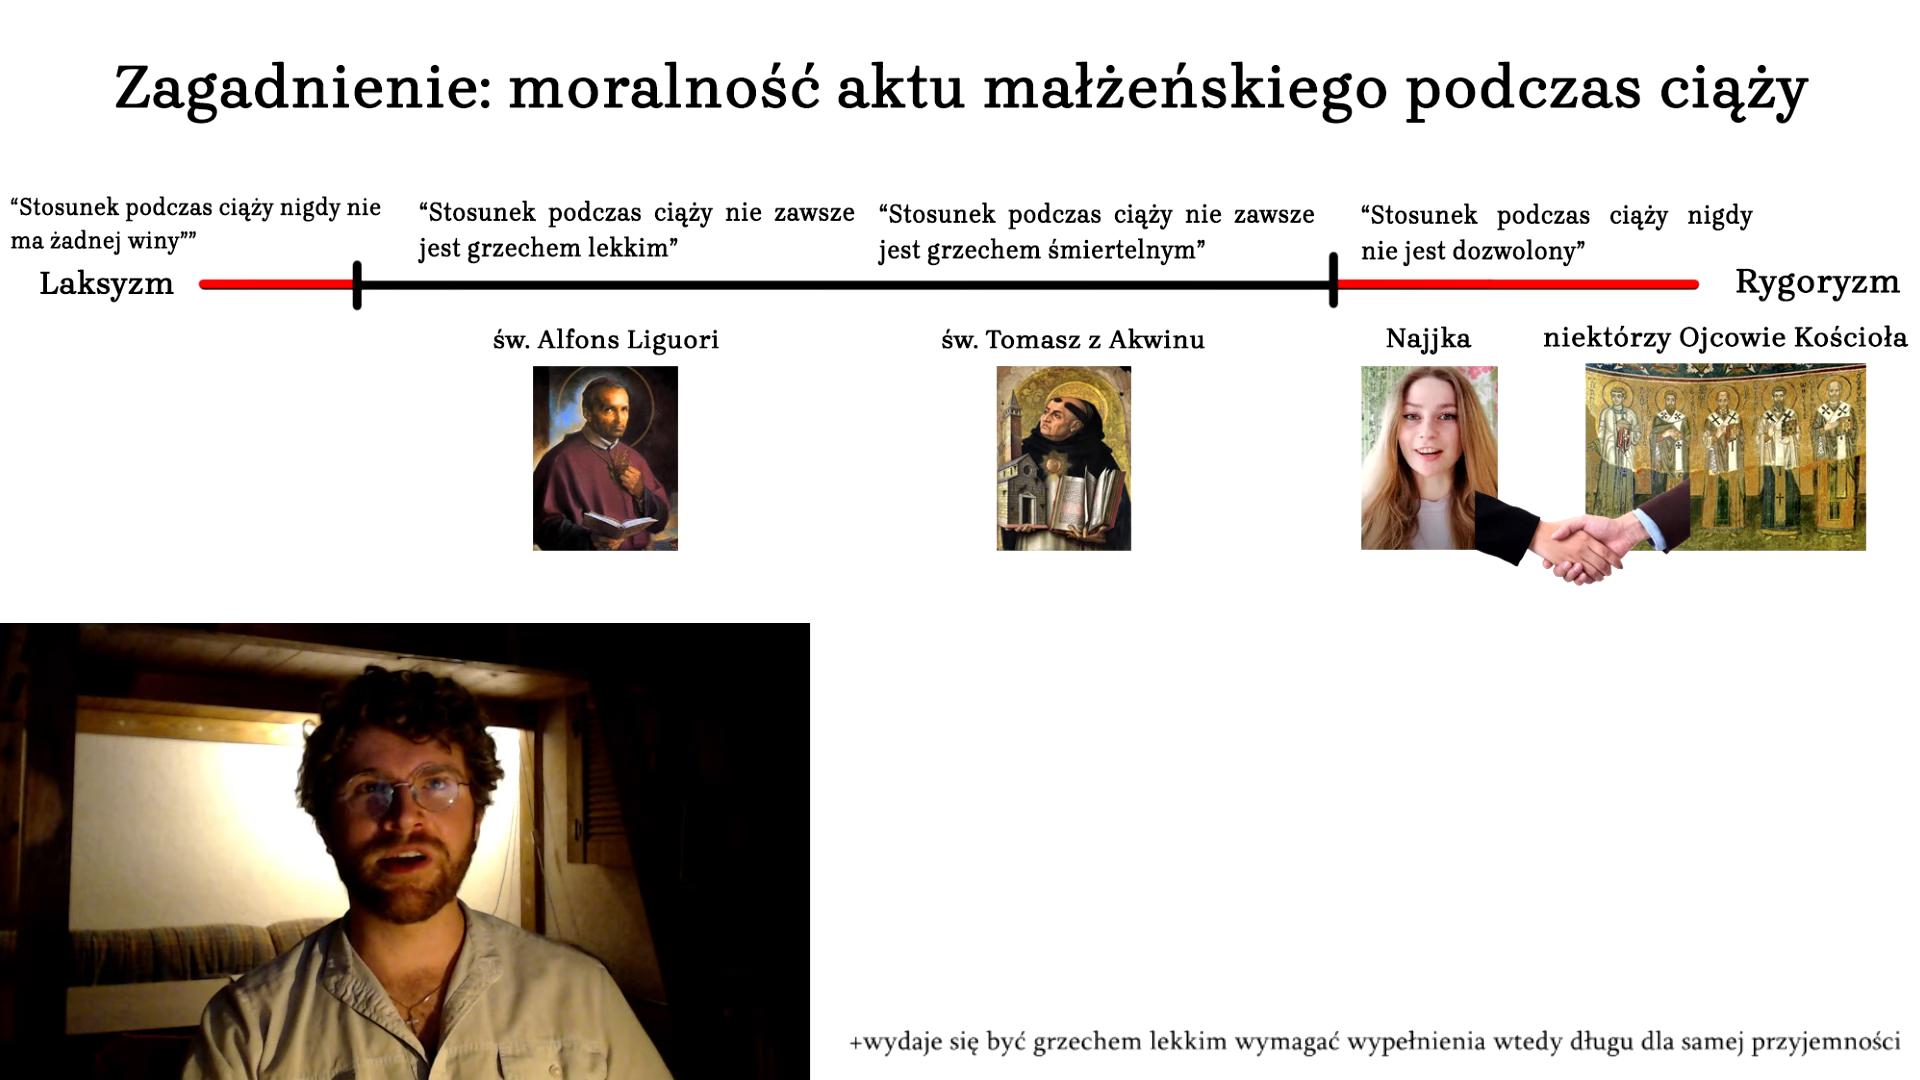 Zagadnienie: moralność aktu małżeńskiego podczas ciąży
“Stosunek podczas ciąży nigdy nie
ma żadnej winy””
“Stosunek podczas ciąży nie zawsze
jest grzechem lekkim”
“Stosunek podczas ciąży nie zawsze
jest grzechem śmiertelnym”
“Stosunek podczas ciąży nigdy
nie jest dozwolony”
Laksyzm
Rygoryzm
św. Alfons Liguori
św. Tomasz z Akwinu
Najjka
niektórzy Ojcowie Kościoła
+wydaje się być grzechem lekkim wymagać wypełnienia wtedy długu dla samej przyjemności